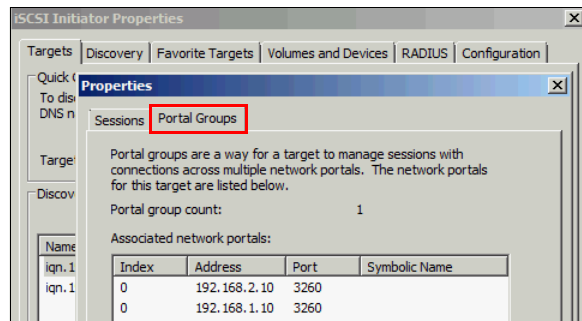 iSCSI Initiator Properties
Targets Discovery Favorite Targets Volumes and Devices RADIUS Configuration
Quick
Properties
To
DNS
Sessions Portal Groups
Portal groups are a way for a target to manage sessions with
connections across multiple network portals. The network portals
for this target are listed below.
Portal group count: 1
Associated network portals:
Name
Index Address Port Symbolic Name
iqn.1
0 192.168.2.10 3260
iqn.1
0 192.168.1.10 3260